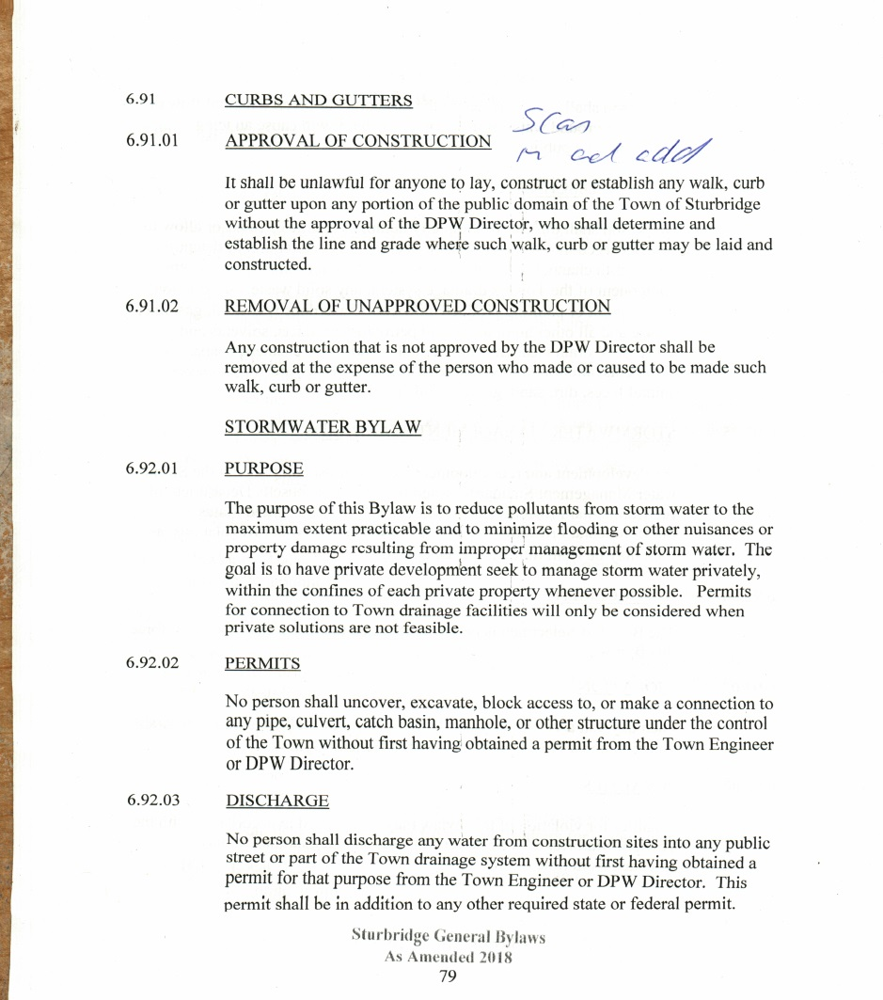 6.91 CURBS AND GUTTERS
Scan
6.91.01 APPROVAL OF CONSTRUCTION
add
It shall be unlawful for anyone to lay, construct or establish any walk, curb
or gutter upon any portion of the public domain of the Town of Sturbridge
without the approval of the DPW Director, who shall determine and
establish the line and grade where such walk, curb or gutter may be laid and
constructed.
6.91.02 REMOVAL OF UNAPPROVED CONSTRUCTION
Any construction that is not approved by the DPW Director shall be
removed at the expense of the person who made or caused to be made such
walk, curb or gutter.
STORMWATER BYLAW
6.92.01 PURPOSE
The purpose of this Bylaw is to reduce pollutants from storm water to the
maximum extent practicable and to minimize flooding or other nuisances or
property damage resulting from improper management of storm water. The
goal is to have private development seek to manage storm water privately,
within the confines of each private property whenever possible. Permits
for connection to Town drainage facilities will only be considered when
private solutions are not feasible.
6.92.02 PERMITS
No person shall uncover, excavate, block access to, or make a connection to
any pipe, culvert, catch basin, manhole, or other structure under the control
of the Town without first having obtained a permit from the Town Engineer
or DPW Director.
6.92.03 DISCHARGE
No person shall discharge any water from construction sites into any public
street or part of the Town drainage system without first having obtained a
permit for that purpose from the Town Engineer or DPW Director. This
permit shall be in addition to any other required state or federal permit.
Sturbridge General Bylaws
As Amended 2018
79